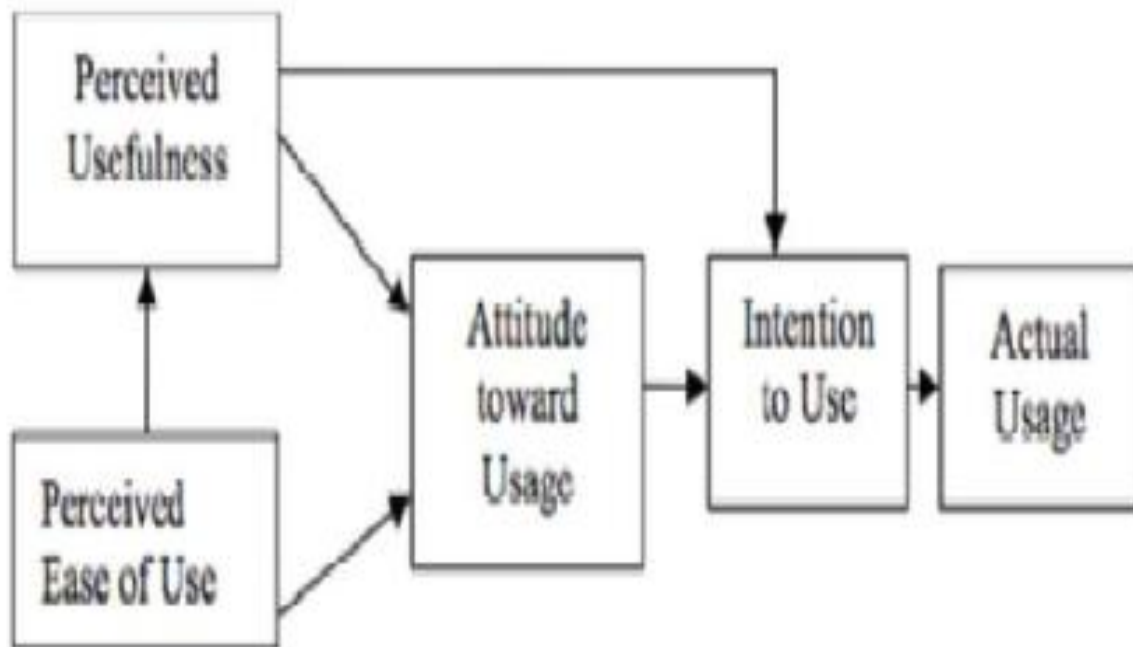 Perceived
Usefulness
Attitude
toward
Usage
Intention
to Use
Actual
Usage
Perceived
Ease of Use